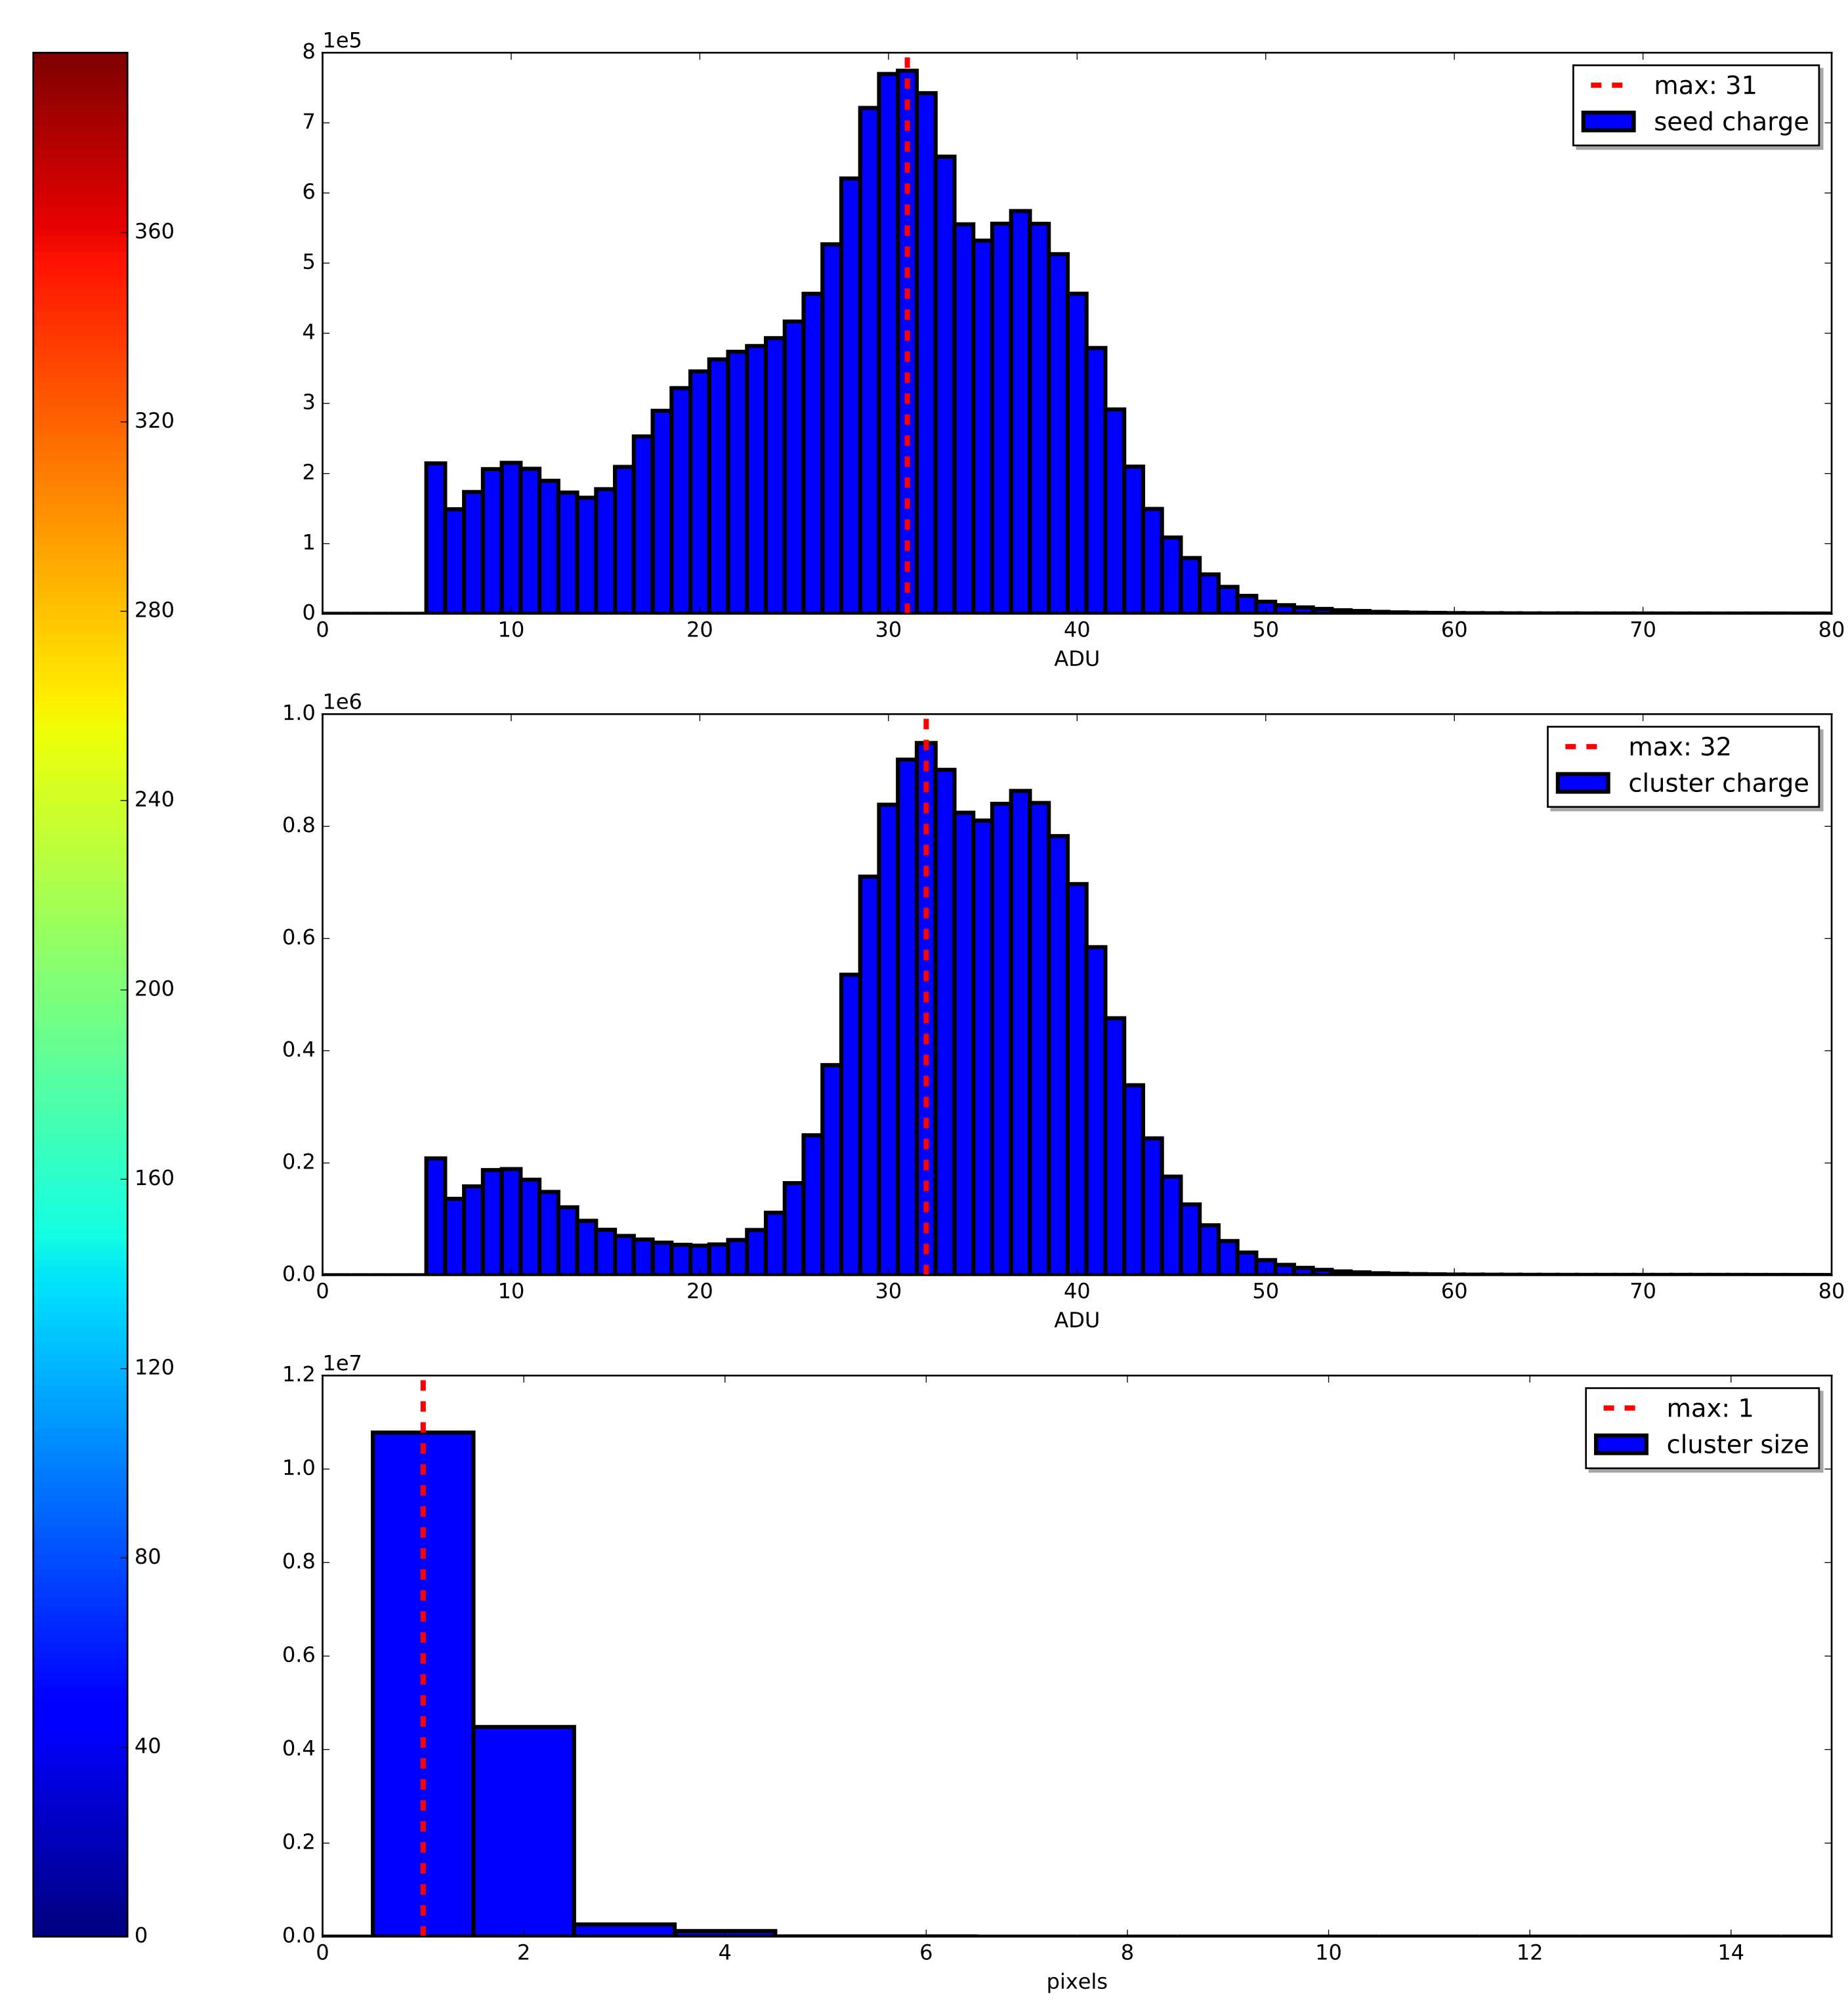 360
320
280
240
200
160
120
80
40
0
1e5
8
7
6
5
4
3
2
1
0
max: 31
seed charge
0 10 20 30 40 50 60 70 80
ADU
1e6
1.0
0.8
0.6
0.4
0.2
0.0
max: 32
cluster charge
0 10 20 30 40 50 60 70 80
ADU
1e7
1.2
1.0
0.8
0.6
0.4
0.2
0.0
max: 1
cluster size
0 2 4 6 8 10 12 14
pixels